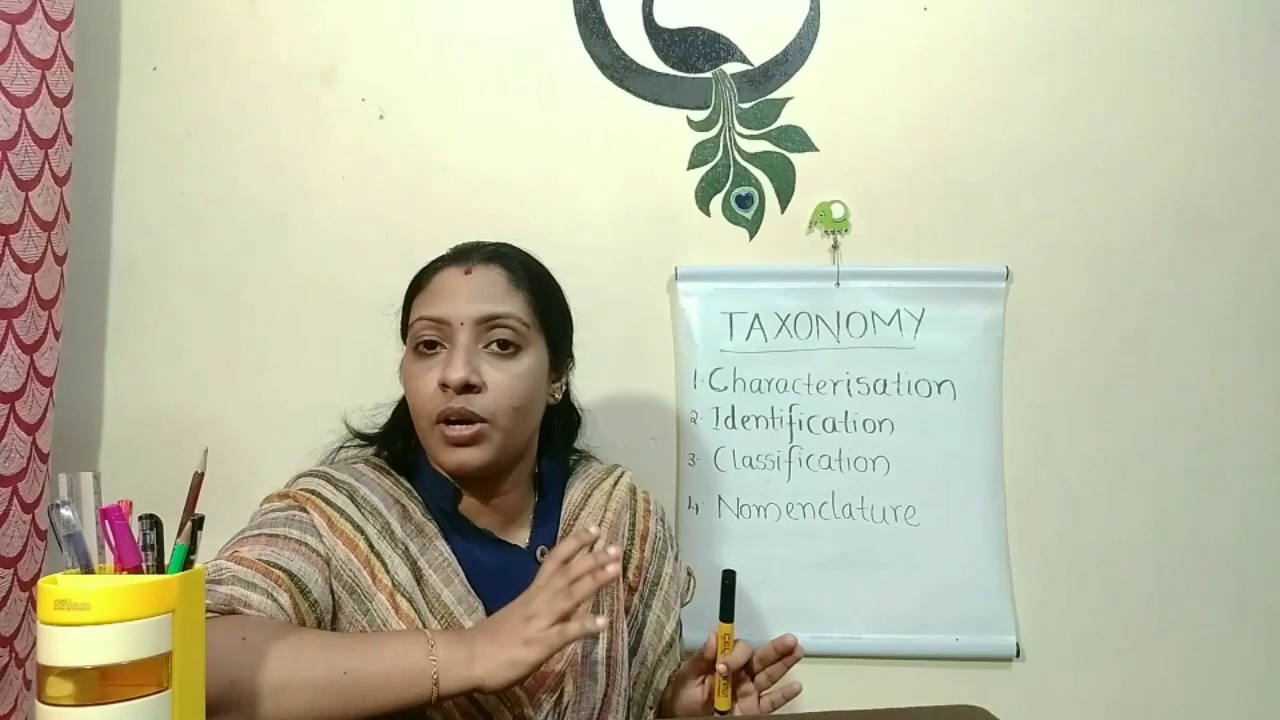 TAXONOMY
1. Characterisation
2. Identification
3. Classification
4. Nomenclature